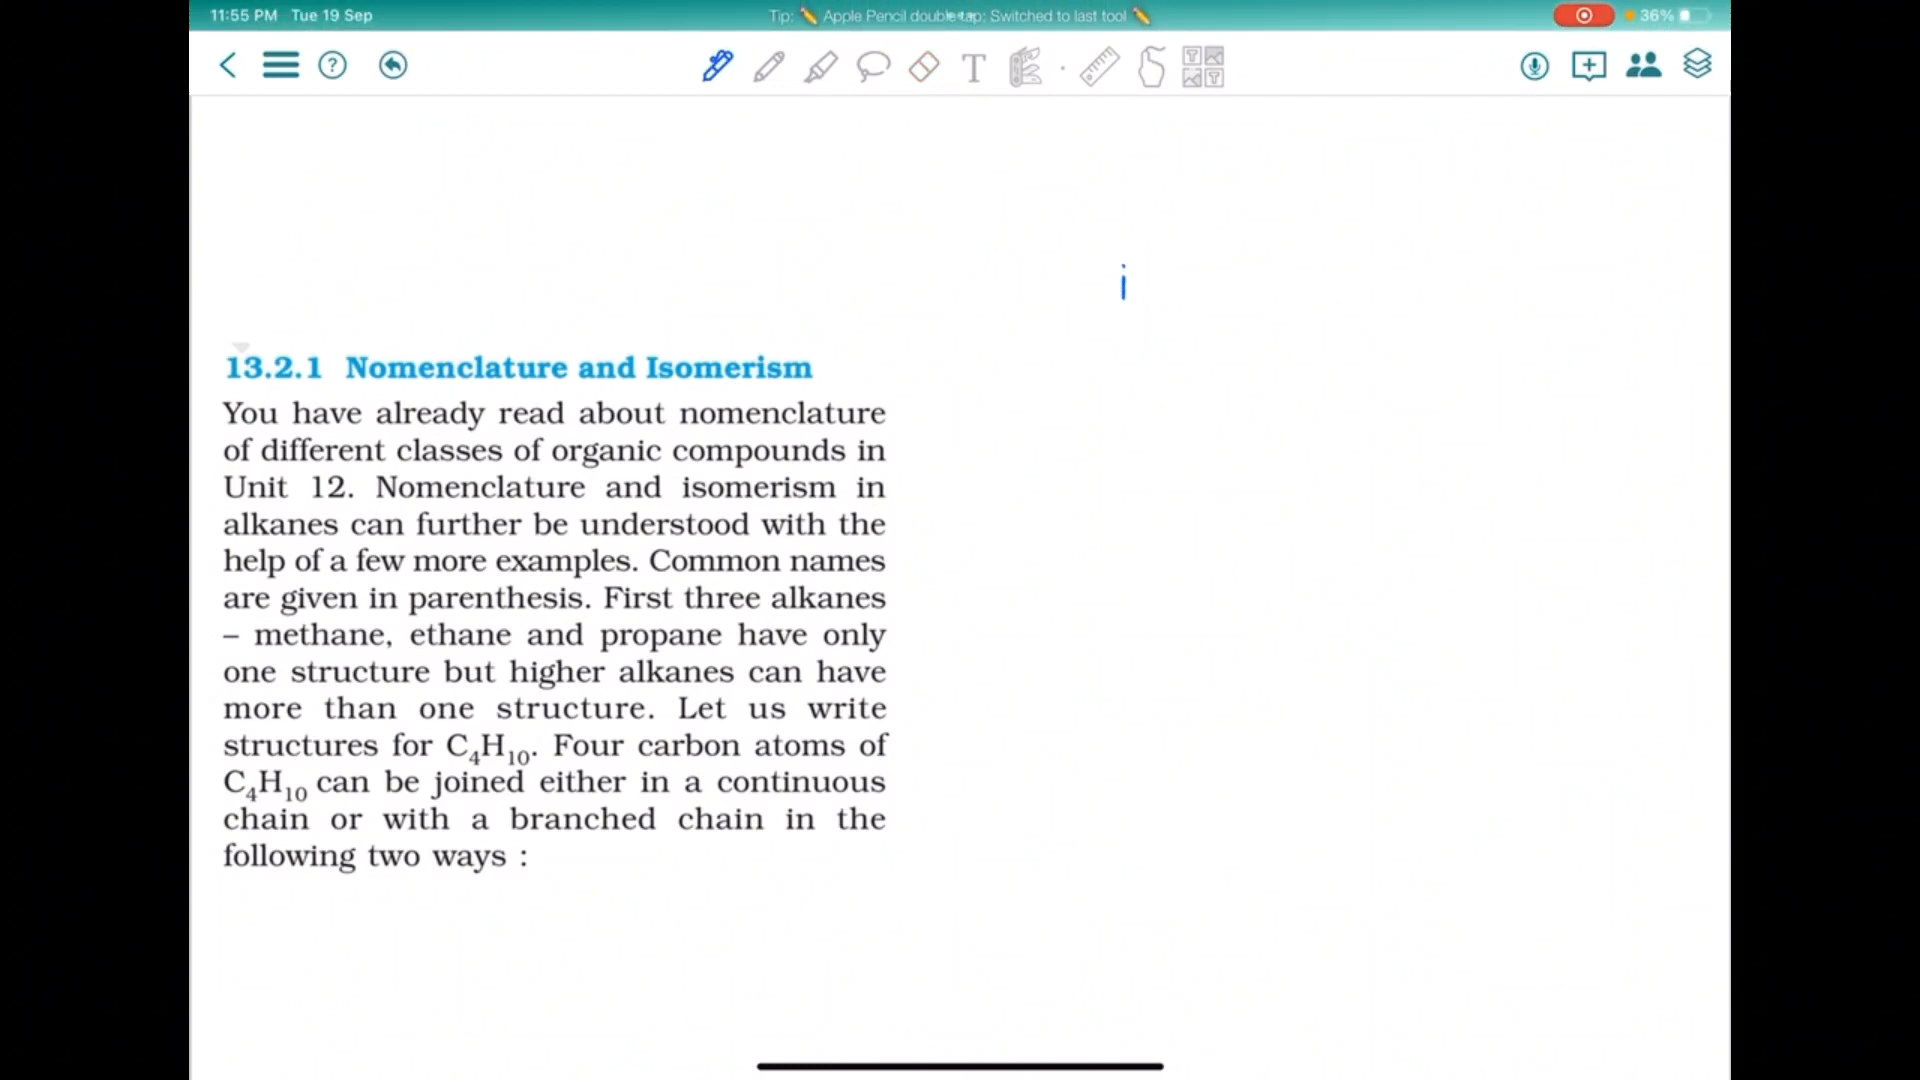 11:55 PM Tue 19 Sep
Tip: ✏️ Apple Pencil double tap: Switched to last tool ✏️
36%
i
13.2.1 Nomenclature and Isomerism
You have already read about nomenclature
of different classes of organic compounds in
Unit 12. Nomenclature and isomerism in
alkanes can further be understood with the
help of a few more examples. Common names
are given in parenthesis. First three alkanes
– methane, ethane and propane have only
one structure but higher alkanes can have
more than one structure. Let us write
structures for C₄H₁₀. Four carbon atoms of
C₄H₁₀ can be joined either in a continuous
chain or with a branched chain in the
following two ways :